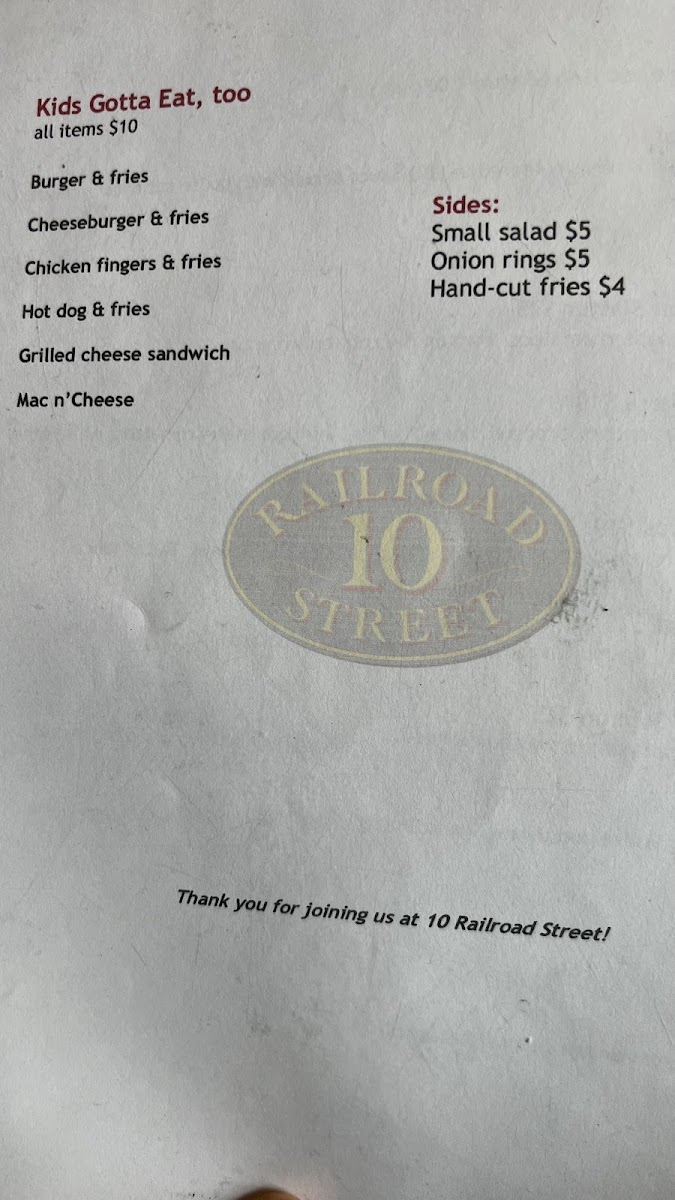 Kids Gotta Eat, too
all items $10
Burger & fries
Cheeseburger & fries
Chicken fingers & fries
Hot dog & fries
Grilled cheese sandwich
Mac n’Cheese
Sides:
Small salad $5
Onion rings $5
Hand-cut fries $4
RAILROAD
10
STREET
Thank you for joining us at 10 Railroad Street!